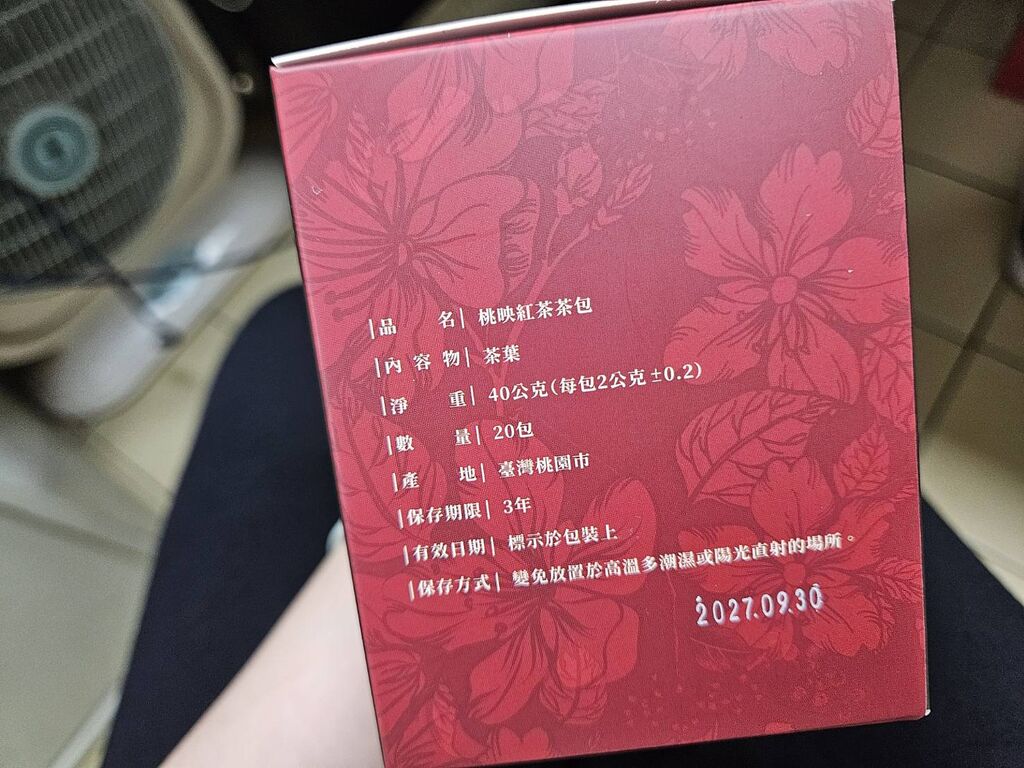 |品 名| 桃映紅茶茶包
|內容物| 茶葉
|淨 重| 40公克(每包2公克±0.2)
|數 量| 20包
|產 地| 臺灣桃園市
|保存期限| 3年
|有效日期| 標示於包裝上
|保存方式| 變免放置於高溫多潮濕或陽光直射的場所。
2027.09.30